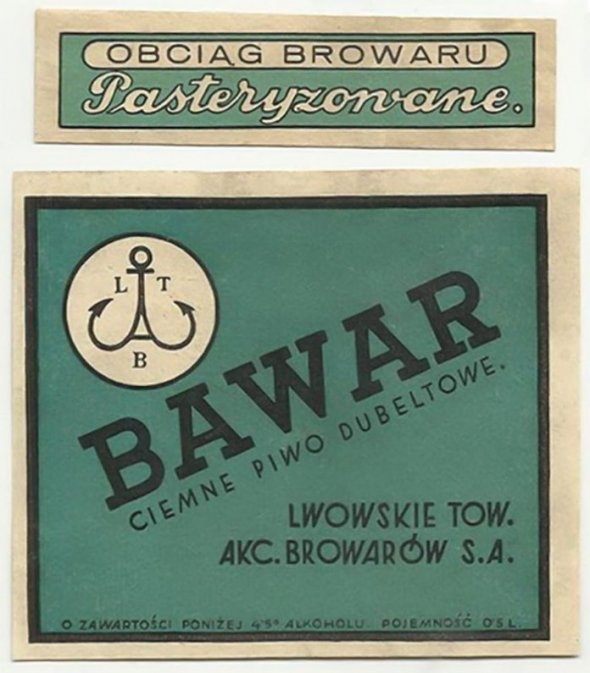 OBCIĄG BROWARU
Pasteryzowane.
L T
B
BAWAR
CIEMNE PIWO DUBELTOWE.
LWOWSKIE TOW.
AKC. BROWARÓW S.A.
O ZAWARTOŚCI PONIŻEJ 4'5° ALKOHOLU. POJEMNOŚĆ 0'5 L.